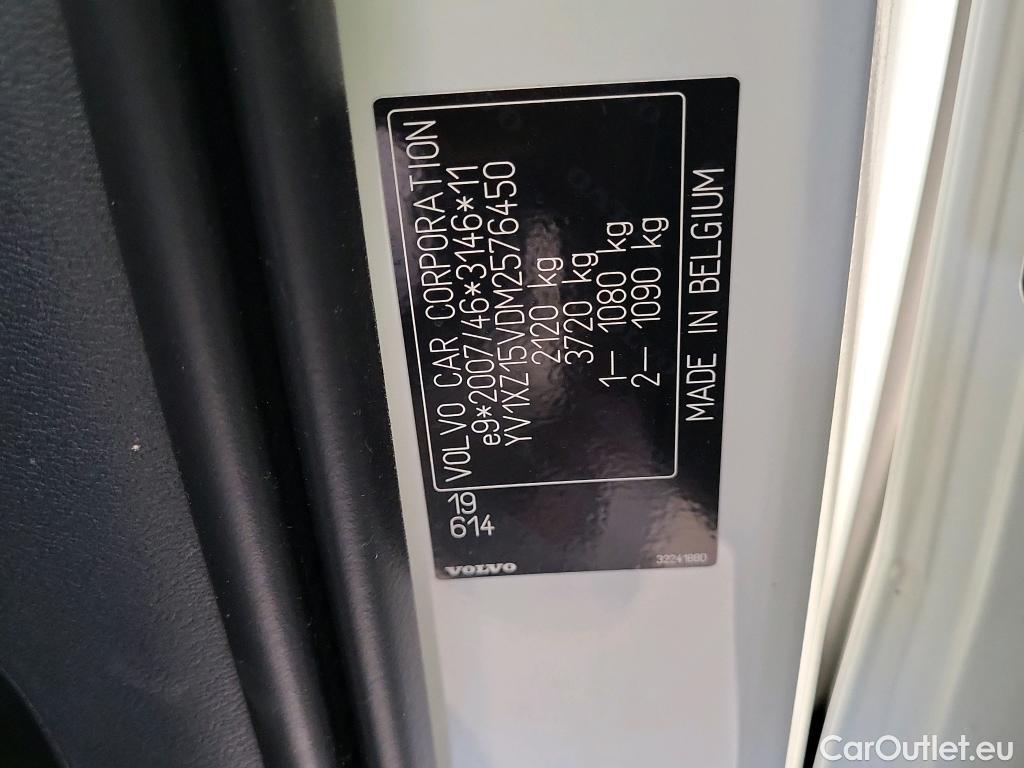 VOLVO CAR CORPORATION
e9*2007/46*3146*11
YV1XZ15VDM2576450
2120 kg
3720 kg
1— 1080 kg
2— 1090 kg
MADE IN BELGIUM
19
614
VOLVO
32241880
CarOutlet.eu